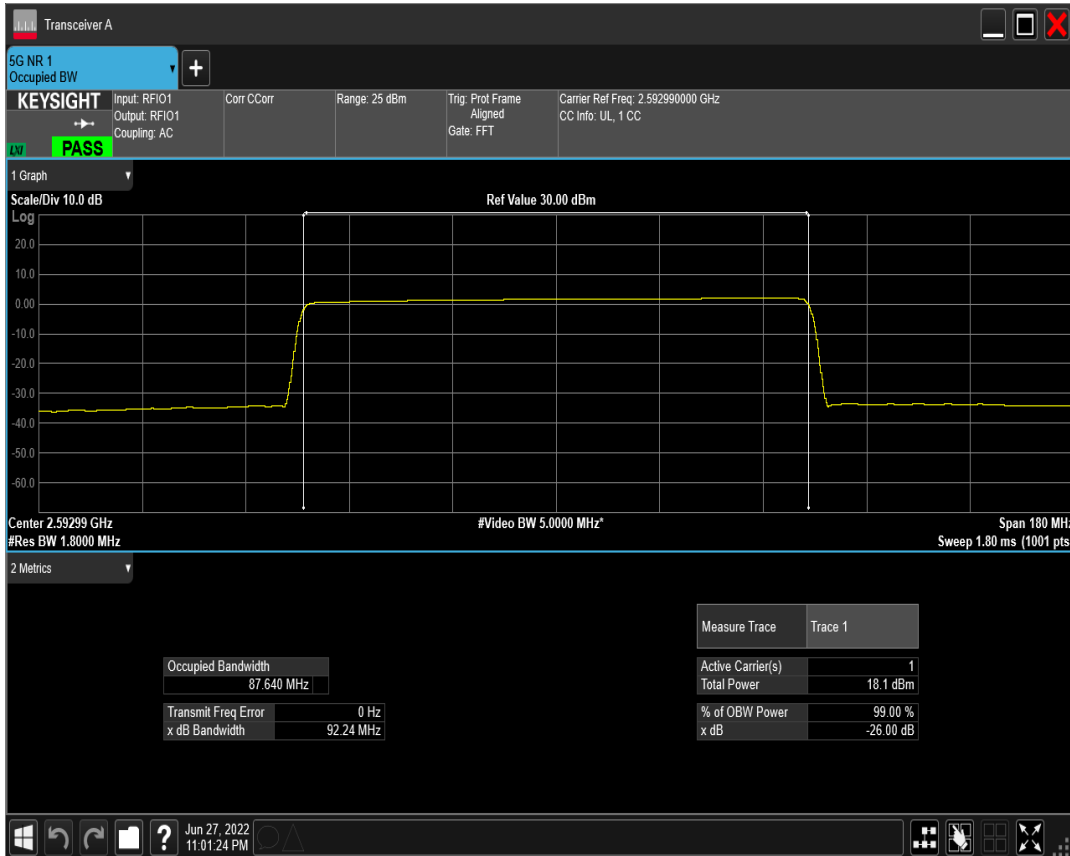 Transceiver A
5G NR 1
Occupied BW
+
KEYSIGHT
LXI
PASS
Input: RFIO1
Output: RFIO1
Coupling: AC
Corr CCorr
Range: 25 dBm
Trig: Prot Frame
Aligned
Gate: FFT
Carrier Ref Freq: 2.592990000 GHz
CC Info: UL, 1 CC
1 Graph
Scale/Div 10.0 dB
Ref Value 30.00 dBm
Log
20.0
10.0
0.00
-10.0
-20.0
-30.0
-40.0
-50.0
-60.0
Center 2.59299 GHz
#Video BW 5.0000 MHz*
Span 180 MHz
#Res BW 1.8000 MHz
Sweep 1.80 ms (1001 pts
2 Metrics
Measure Trace Trace 1
Occupied Bandwidth
87.640 MHz
Active Carrier(s) 1
Total Power 18.1 dBm
Transmit Freq Error 0 Hz
x dB Bandwidth 92.24 MHz
% of OBW Power 99.00 %
x dB -26.00 dB
?
Jun 27, 2022
11:01:24 PM